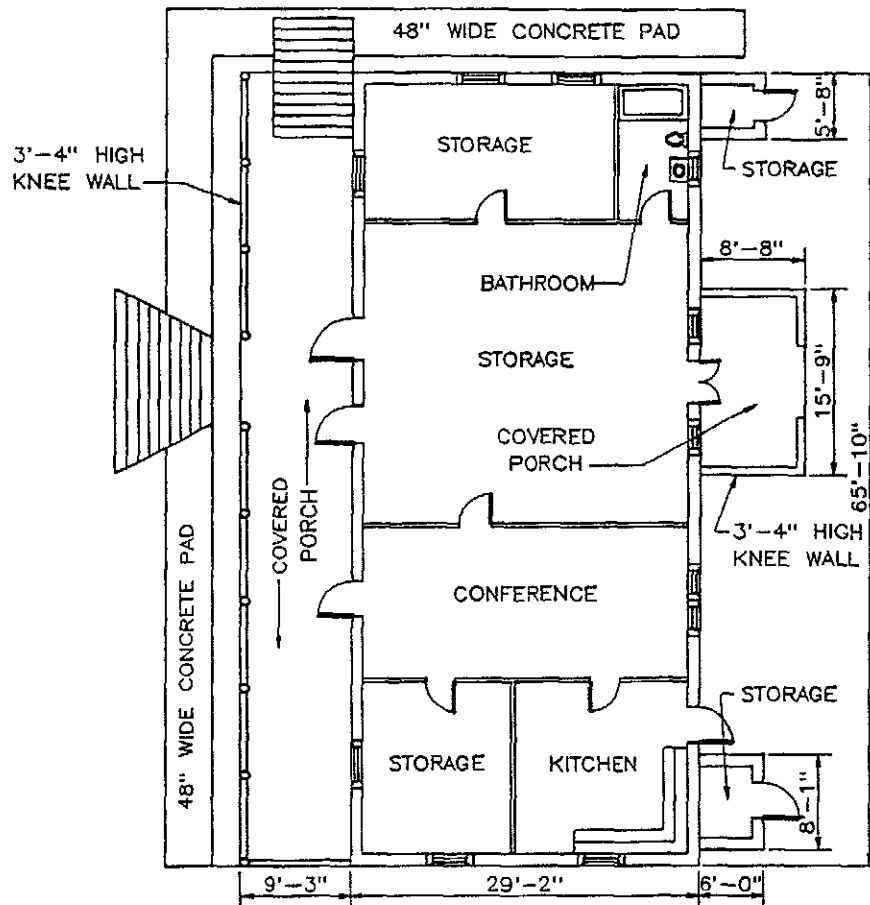 48" WIDE CONCRETE PAD
3'-4" HIGH
KNEE WALL
STORAGE
5'-8"
STORAGE
8'-8"
BATHROOM
STORAGE
15'-9"
COVERED
PORCH
65'-10"
COVERED
PORCH
3'-4" HIGH
KNEE WALL
CONFERENCE
48" WIDE CONCRETE PAD
STORAGE
STORAGE
KITCHEN
8'-1"
9'-3"
29'-2"
6'-0"